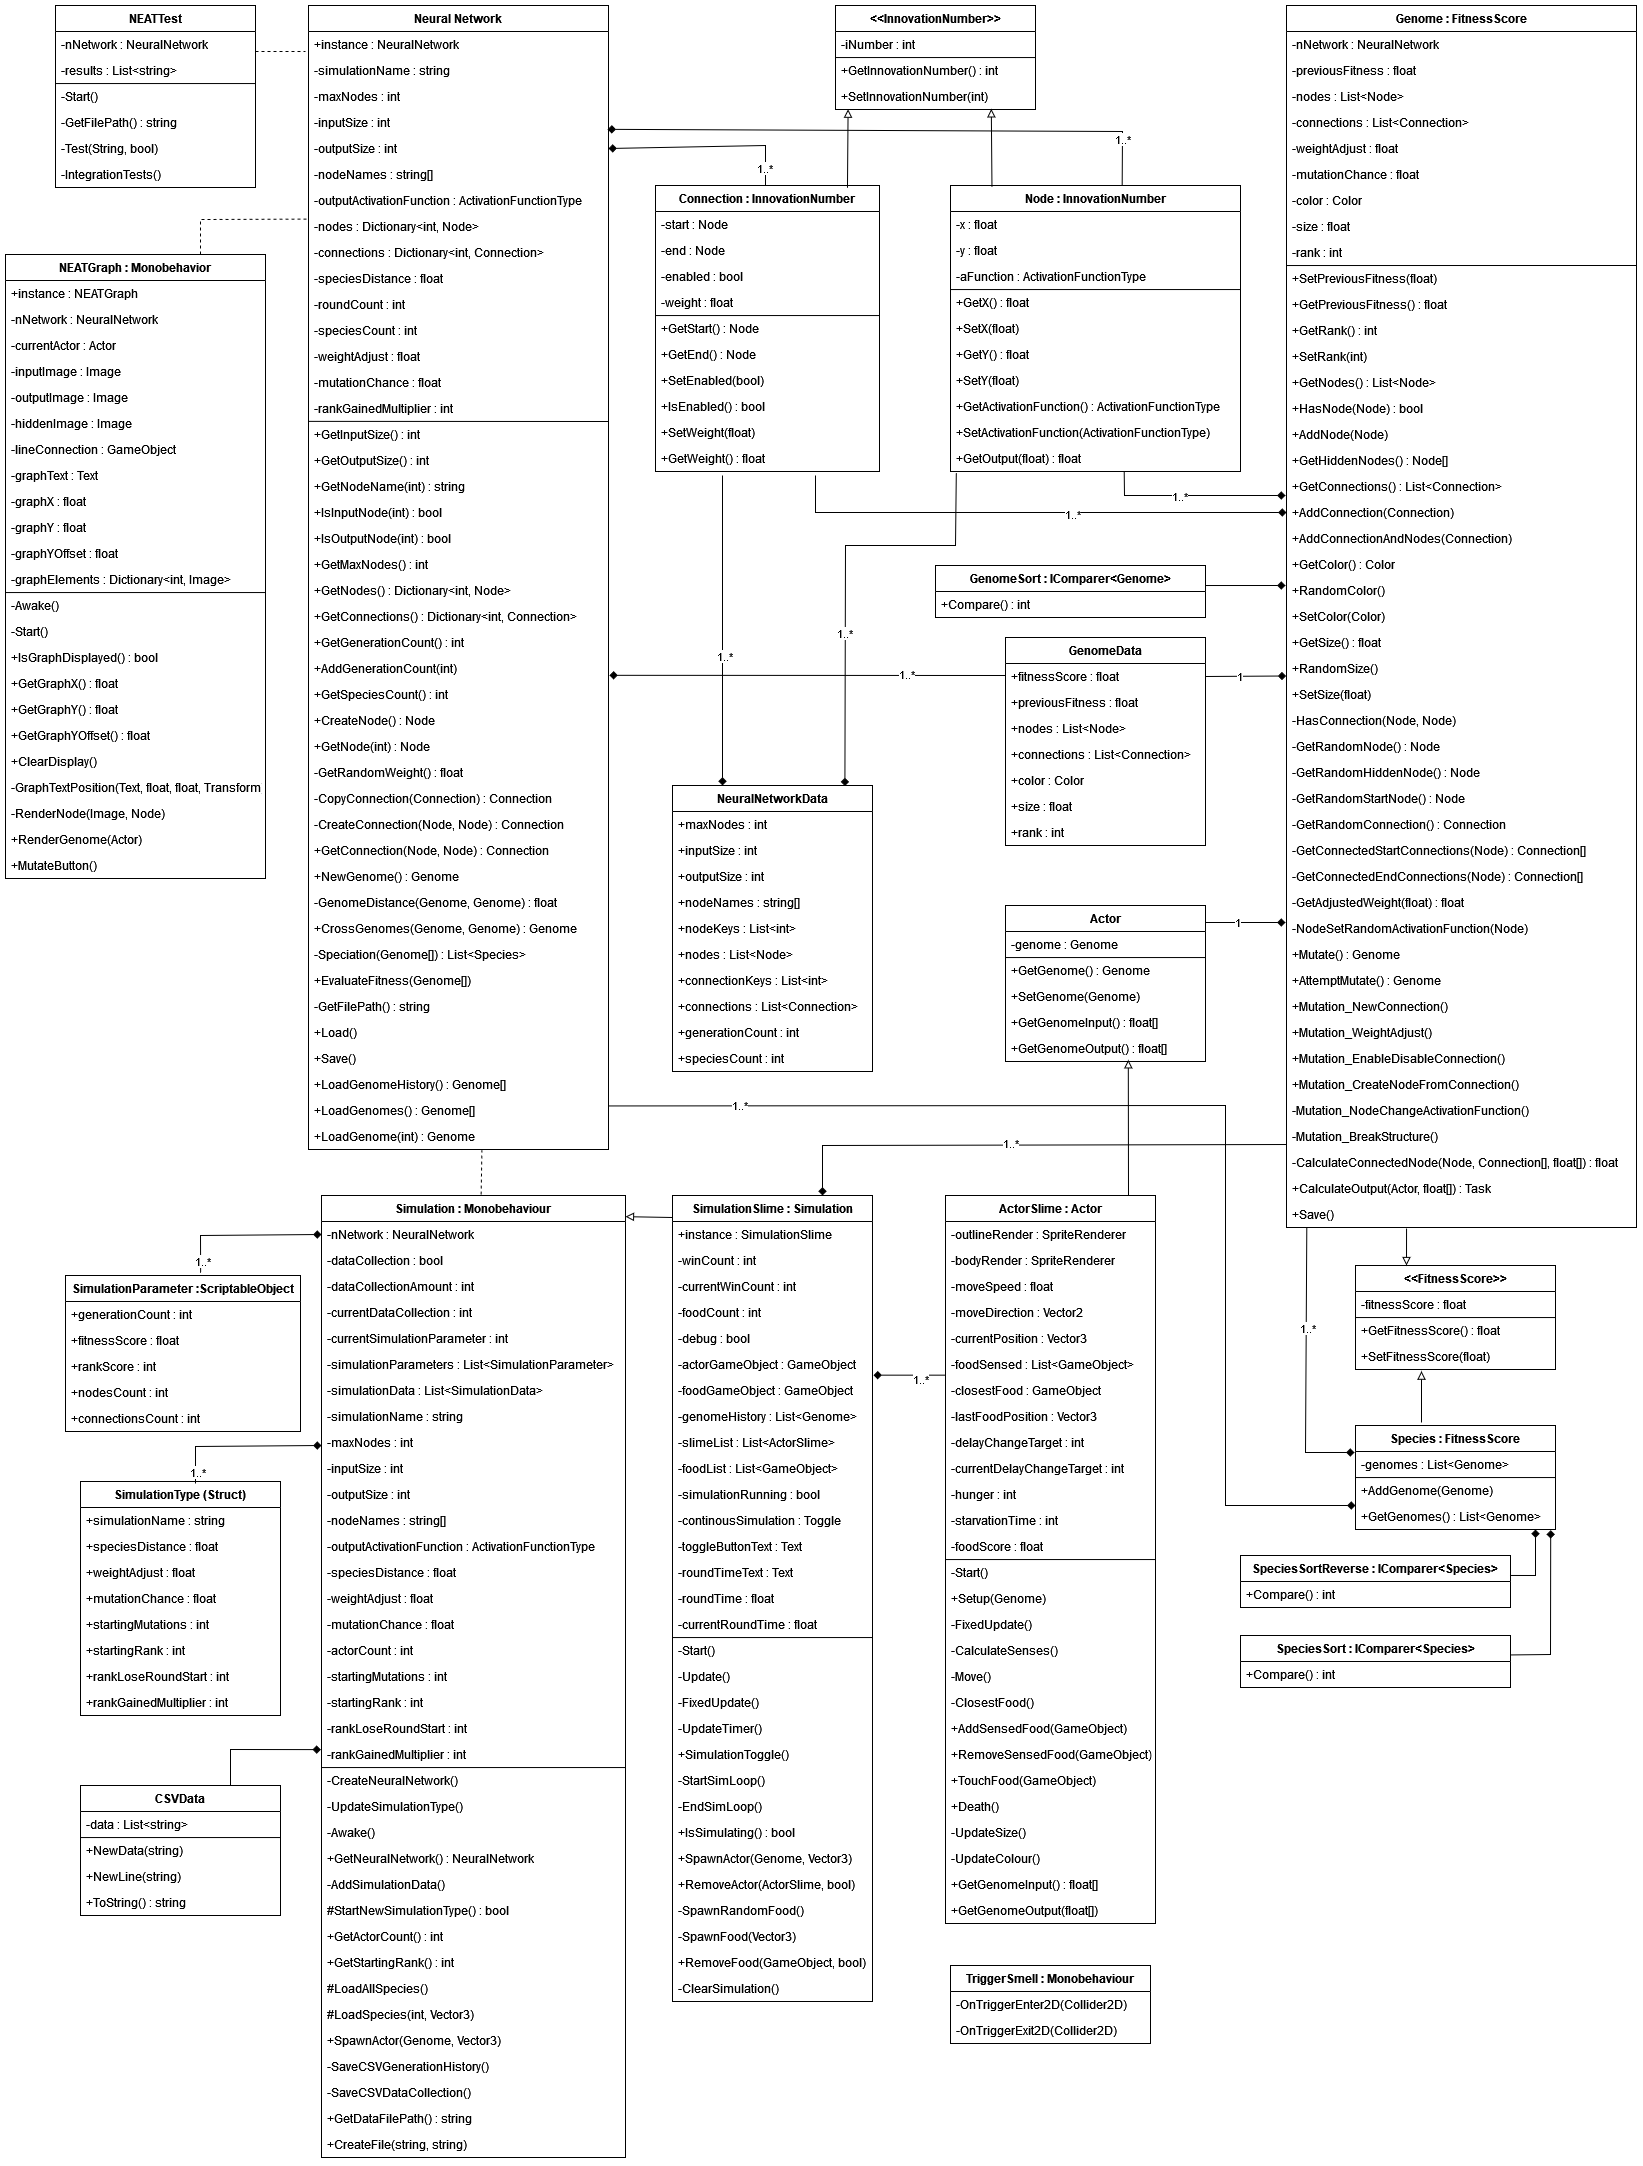 NEATTest
-nNetwork : NeuralNetwork
-results : List<string>
-Start()
-GetFilePath() : string
-Test(String, bool)
-IntegrationTests()
NEATGraph : Monobehavior
+instance : NEATGraph
-nNetwork : NeuralNetwork
-currentActor : Actor
-inputImage : Image
-outputImage : Image
-hiddenImage : Image
-lineConnection : GameObject
-graphText : Text
-graphX : float
-graphY : float
-graphYOffset : float
-graphElements : Dictionary<int, Image>
-Awake()
-Start()
+IsGraphDisplayed() : bool
+GetGraphX() : float
+GetGraphY() : float
+GetGraphYOffset() : float
+ClearDisplay()
-GraphTextPosition(Text, float, float, Transform
-RenderNode(Image, Node)
+RenderGenome(Actor)
+MutateButton()
Neural Network
+instance : NeuralNetwork
-simulationName : string
-maxNodes : int
-inputSize : int
-outputSize : int
-nodeNames : string[]
-outputActivationFunction : ActivationFunctionType
-nodes : Dictionary<int, Node>
-connections : Dictionary<int, Connection>
-speciesDistance : float
-roundCount : int
-speciesCount : int
-weightAdjust : float
-mutationChance : float
-rankGainedMultiplier : int
+GetInputSize() : int
+GetOutputSize() : int
+GetNodeName(int) : string
+IsInputNode(int) : bool
+IsOutputNode(int) : bool
+GetMaxNodes() : int
+GetNodes() : Dictionary<int, Node>
+GetConnections() : Dictionary<int, Connection>
+GetGenerationCount() : int
+AddGenerationCount(int)
+GetSpeciesCount() : int
+CreateNode() : Node
+GetNode(int) : Node
-GetRandomWeight() : float
-CopyConnection(Connection) : Connection
-CreateConnection(Node, Node) : Connection
+GetConnection(Node, Node) : Connection
+NewGenome() : Genome
-GenomeDistance(Genome, Genome) : float
+CrossGenomes(Genome, Genome) : Genome
-Speciation(Genome[]) : List<Species>
+EvaluateFitness(Genome[])
-GetFilePath() : string
+Load()
+Save()
+LoadGenomeHistory() : Genome[]
+LoadGenomes() : Genome[]
+LoadGenome(int) : Genome
<<InnovationNumber>>
-iNumber : int
+GetInnovationNumber() : int
+SetInnovationNumber(int)
1..*
1..*
Connection : InnovationNumber
-start : Node
-end : Node
-enabled : bool
-weight : float
+GetStart() : Node
+GetEnd() : Node
+SetEnabled(bool)
+IsEnabled() : bool
+SetWeight(float)
+GetWeight() : float
Node : InnovationNumber
-x : float
-y : float
-aFunction : ActivationFunctionType
+GetX() : float
+SetX(float)
+GetY() : float
+SetY(float)
+GetActivationFunction() : ActivationFunctionType
+SetActivationFunction(ActivationFunctionType)
+GetOutput(float) : float
1..*
1..*
GenomeSort : IComparer<Genome>
+Compare() : int
1..*
1..*
1..*
GenomeData
+fitnessScore : float
+previousFitness : float
+nodes : List<Node>
+connections : List<Connection>
+color : Color
+size : float
+rank : int
1
NeuralNetworkData
+maxNodes : int
+inputSize : int
+outputSize : int
+nodeNames : string[]
+nodeKeys : List<int>
+nodes : List<Node>
+connectionKeys : List<int>
+connections : List<Connection>
+generationCount : int
+speciesCount : int
Actor
-genome : Genome
+GetGenome() : Genome
+SetGenome(Genome)
+GetGenomeInput() : float[]
+GetGenomeOutput() : float[]
1
1..*
1..*
Genome : FitnessScore
-nNetwork : NeuralNetwork
-previousFitness : float
-nodes : List<Node>
-connections : List<Connection>
-weightAdjust : float
-mutationChance : float
-color : Color
-size : float
-rank : int
+SetPreviousFitness(float)
+GetPreviousFitness() : float
+GetRank() : int
+SetRank(int)
+GetNodes() : List<Node>
+HasNode(Node) : bool
+AddNode(Node)
+GetHiddenNodes() : Node[]
+GetConnections() : List<Connection>
+AddConnection(Connection)
+AddConnectionAndNodes(Connection)
+GetColor() : Color
+RandomColor()
+SetColor(Color)
+GetSize() : float
+RandomSize()
+SetSize(float)
-HasConnection(Node, Node)
-GetRandomNode() : Node
-GetRandomHiddenNode() : Node
-GetRandomStartNode() : Node
-GetRandomConnection() : Connection
-GetConnectedStartConnections(Node) : Connection[]
-GetConnectedEndConnections(Node) : Connection[]
-GetAdjustedWeight(float) : float
-NodeSetRandomActivationFunction(Node)
+Mutate() : Genome
+AttemptMutate() : Genome
+Mutation_NewConnection()
+Mutation_WeightAdjust()
+Mutation_EnableDisableConnection()
+Mutation_CreateNodeFromConnection()
-Mutation_NodeChangeActivationFunction()
-Mutation_BreakStructure()
-CalculateConnectedNode(Node, Connection[], float[]) : float
+CalculateOutput(Actor, float[]) : Task
+Save()
1..*
SimulationParameter :ScriptableObject
+generationCount : int
+fitnessScore : float
+rankScore : int
+nodesCount : int
+connectionsCount : int
1..*
SimulationType (Struct)
+simulationName : string
+speciesDistance : float
+weightAdjust : float
+mutationChance : float
+startingMutations : int
+startingRank : int
+rankLoseRoundStart : int
+rankGainedMultiplier : int
CSVData
-data : List<string>
+NewData(string)
+NewLine(string)
+ToString() : string
Simulation : Monobehaviour
-nNetwork : NeuralNetwork
-dataCollection : bool
-dataCollectionAmount : int
-currentDataCollection : int
-currentSimulationParameter : int
-simulationParameters : List<SimulationParameter>
-simulationData : List<SimulationData>
-simulationName : string
-maxNodes : int
-inputSize : int
-outputSize : int
-nodeNames : string[]
-outputActivationFunction : ActivationFunctionType
-speciesDistance : float
-weightAdjust : float
-mutationChance : float
-actorCount : int
-startingMutations : int
-startingRank : int
-rankLoseRoundStart : int
-rankGainedMultiplier : int
-CreateNeuralNetwork()
-UpdateSimulationType()
-Awake()
+GetNeuralNetwork() : NeuralNetwork
-AddSimulationData()
#StartNewSimulationType() : bool
+GetActorCount() : int
+GetStartingRank() : int
#LoadAllSpecies()
#LoadSpecies(int, Vector3)
+SpawnActor(Genome, Vector3)
-SaveCSVGenerationHistory()
-SaveCSVDataCollection()
+GetDataFilePath() : string
+CreateFile(string, string)
SimulationSlime : Simulation
+instance : SimulationSlime
-winCount : int
-currentWinCount : int
-foodCount : int
-debug : bool
-actorGameObject : GameObject
-foodGameObject : GameObject
-genomeHistory : List<Genome>
-slimeList : List<ActorSlime>
-foodList : List<GameObject>
-simulationRunning : bool
-continousSimulation : Toggle
-toggleButtonText : Text
-roundTimeText : Text
-roundTime : float
-currentRoundTime : float
-Start()
-Update()
-FixedUpdate()
-UpdateTimer()
+SimulationToggle()
-StartSimLoop()
-EndSimLoop()
+IsSimulating() : bool
+SpawnActor(Genome, Vector3)
+RemoveActor(ActorSlime, bool)
-SpawnRandomFood()
-SpawnFood(Vector3)
+RemoveFood(GameObject, bool)
-ClearSimulation()
1..*
ActorSlime : Actor
-outlineRender : SpriteRenderer
-bodyRender : SpriteRenderer
-moveSpeed : float
-moveDirection : Vector2
-currentPosition : Vector3
-foodSensed : List<GameObject>
-closestFood : GameObject
-lastFoodPosition : Vector3
-delayChangeTarget : int
-currentDelayChangeTarget : int
-hunger : int
-starvationTime : int
-foodScore : float
-Start()
+Setup(Genome)
-FixedUpdate()
-CalculateSenses()
-Move()
-ClosestFood()
+AddSensedFood(GameObject)
+RemoveSensedFood(GameObject)
+TouchFood(GameObject)
+Death()
-UpdateSize()
-UpdateColour()
+GetGenomeInput() : float[]
+GetGenomeOutput(float[])
TriggerSmell : Monobehaviour
-OnTriggerEnter2D(Collider2D)
-OnTriggerExit2D(Collider2D)
1..*
<<FitnessScore>>
-fitnessScore : float
+GetFitnessScore() : float
+SetFitnessScore(float)
Species : FitnessScore
-genomes : List<Genome>
+AddGenome(Genome)
+GetGenomes() : List<Genome>
SpeciesSortReverse : IComparer<Species>
+Compare() : int
SpeciesSort : IComparer<Species>
+Compare() : int